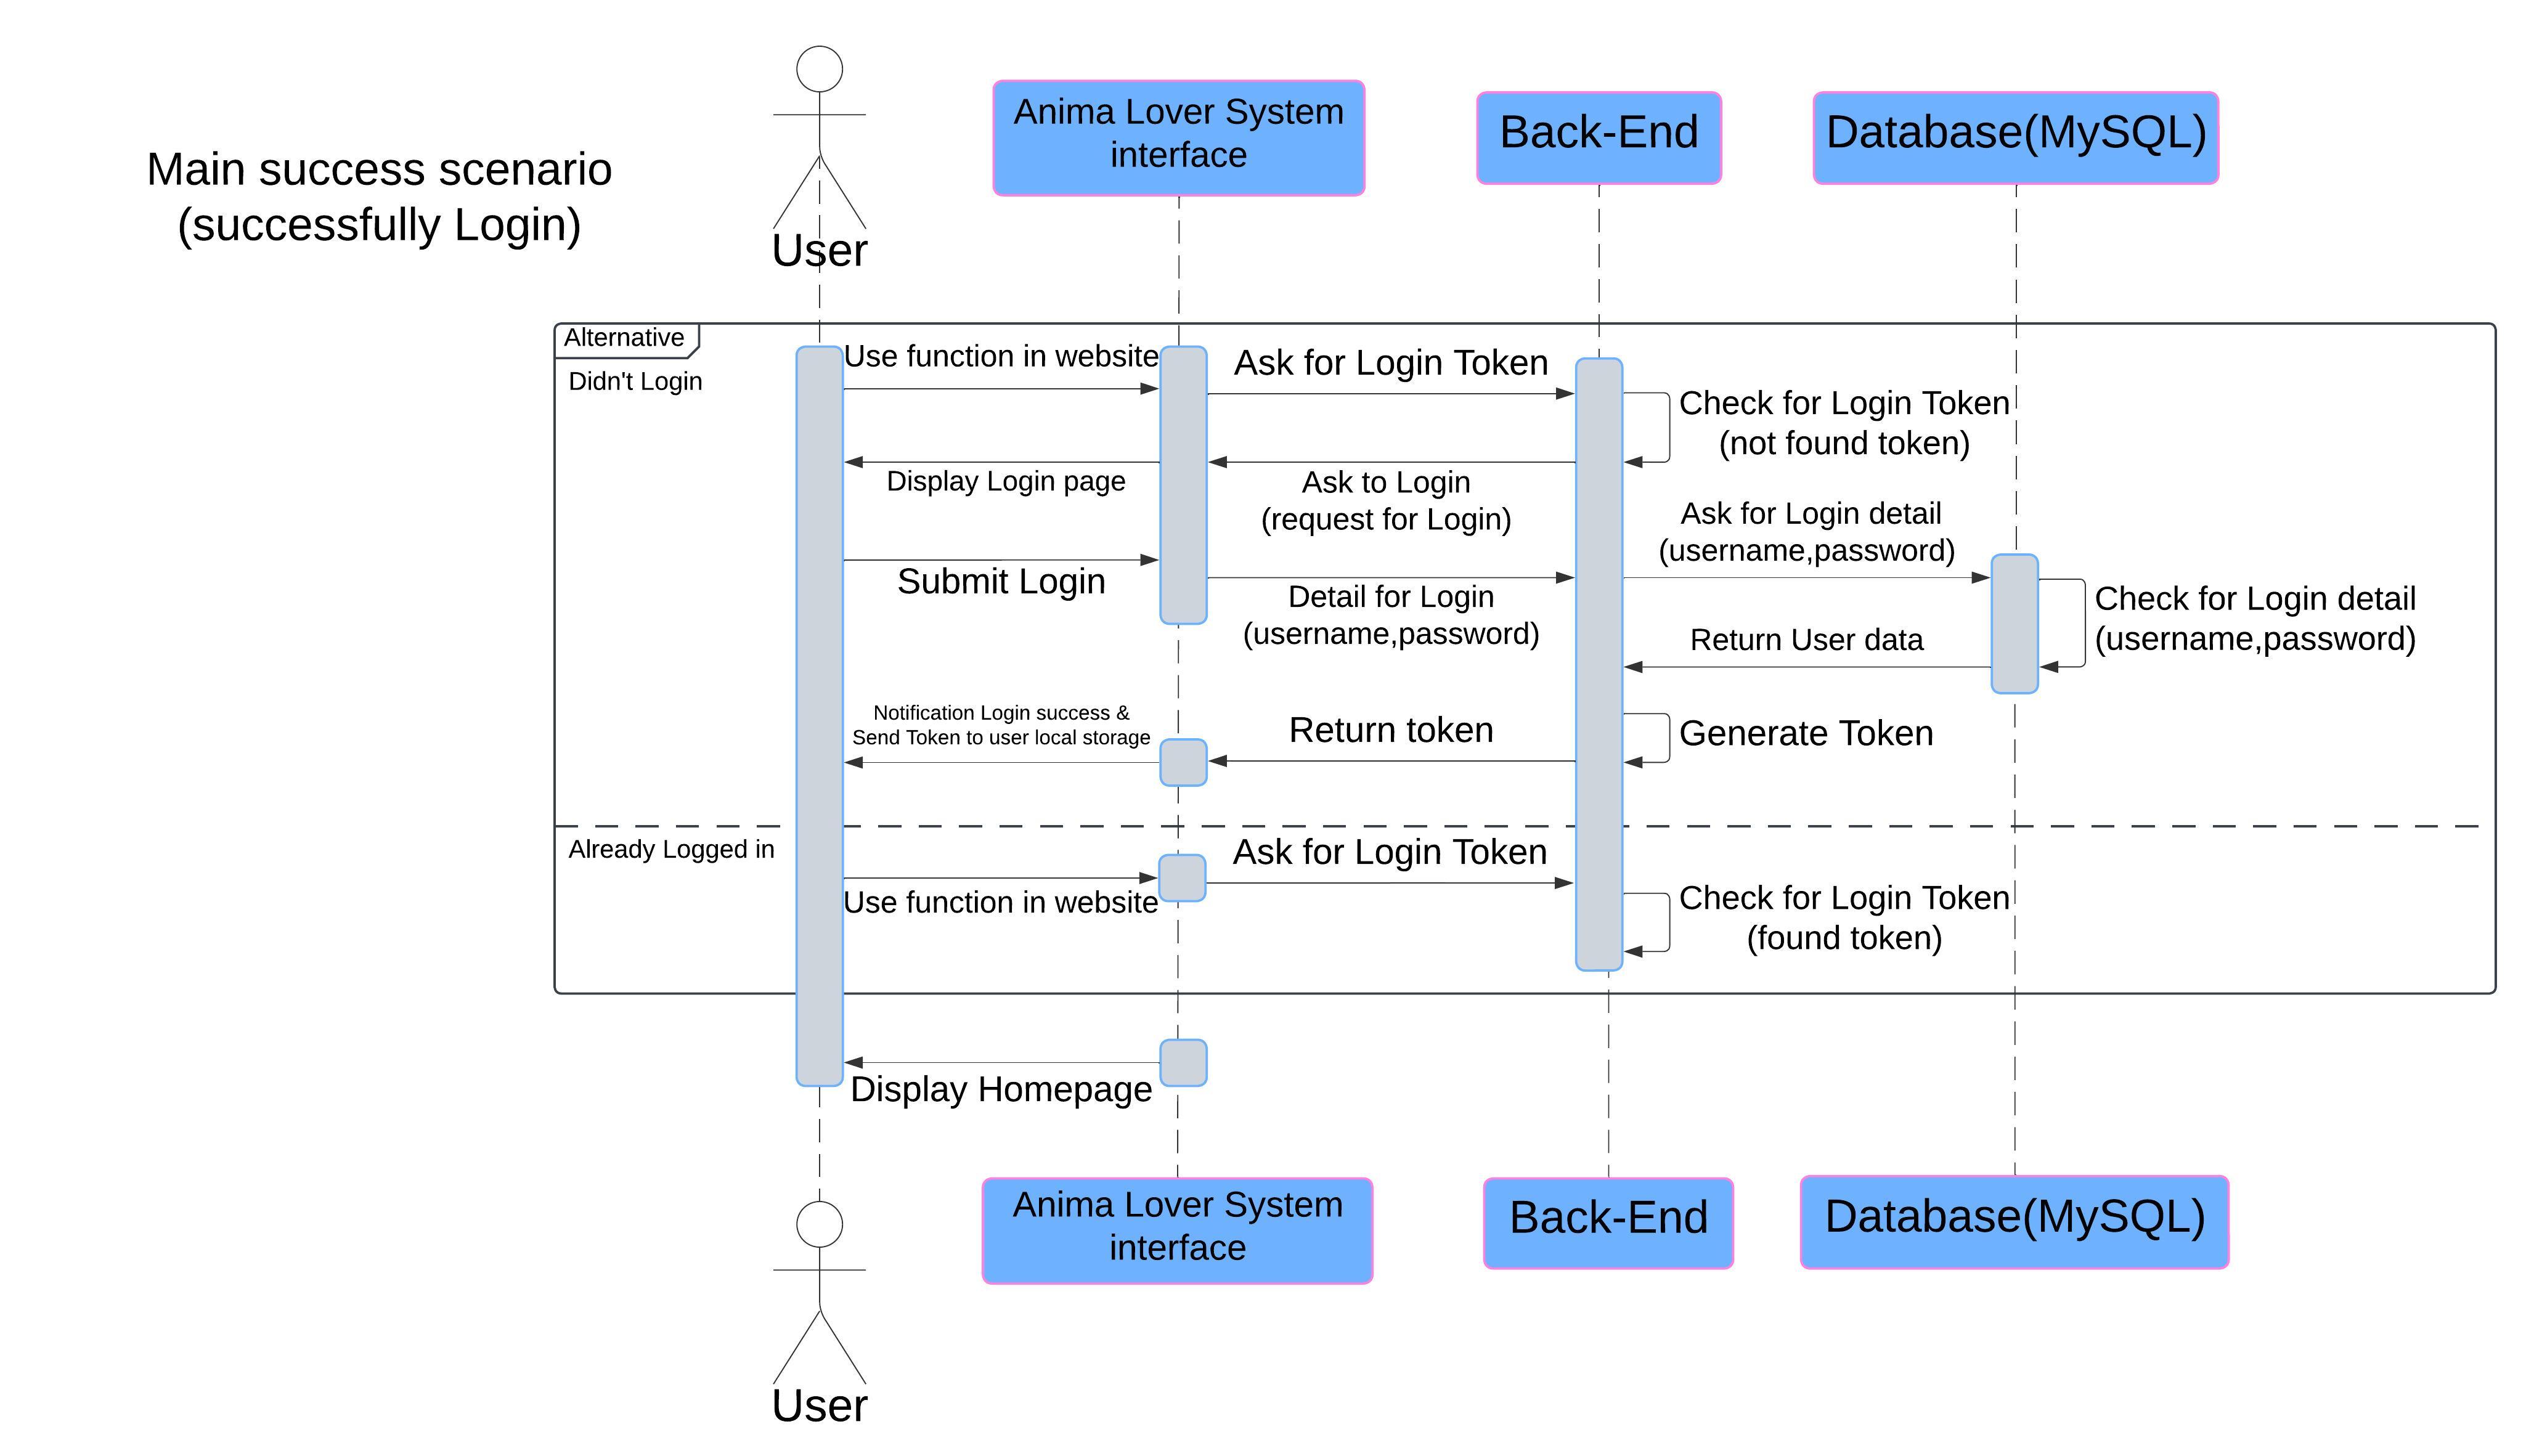 Main success scenario
(successfully Login)
User
Anima Lover System
interface
Back-End
Database(MySQL)
Alternative
Didn't Login
Use function in website
Ask for Login Token
Check for Login Token
(not found token)
Display Login page
Ask to Login
(request for Login)
Submit Login
Detail for Login
(username,password)
Ask for Login detail
(username,password)
Check for Login detail
(username,password)
Return User data
Notification Login success &
Send Token to user local storage
Return token
Generate Token
Already Logged in
Use function in website
Ask for Login Token
Check for Login Token
(found token)
Display Homepage
User
Anima Lover System
interface
Back-End
Database(MySQL)